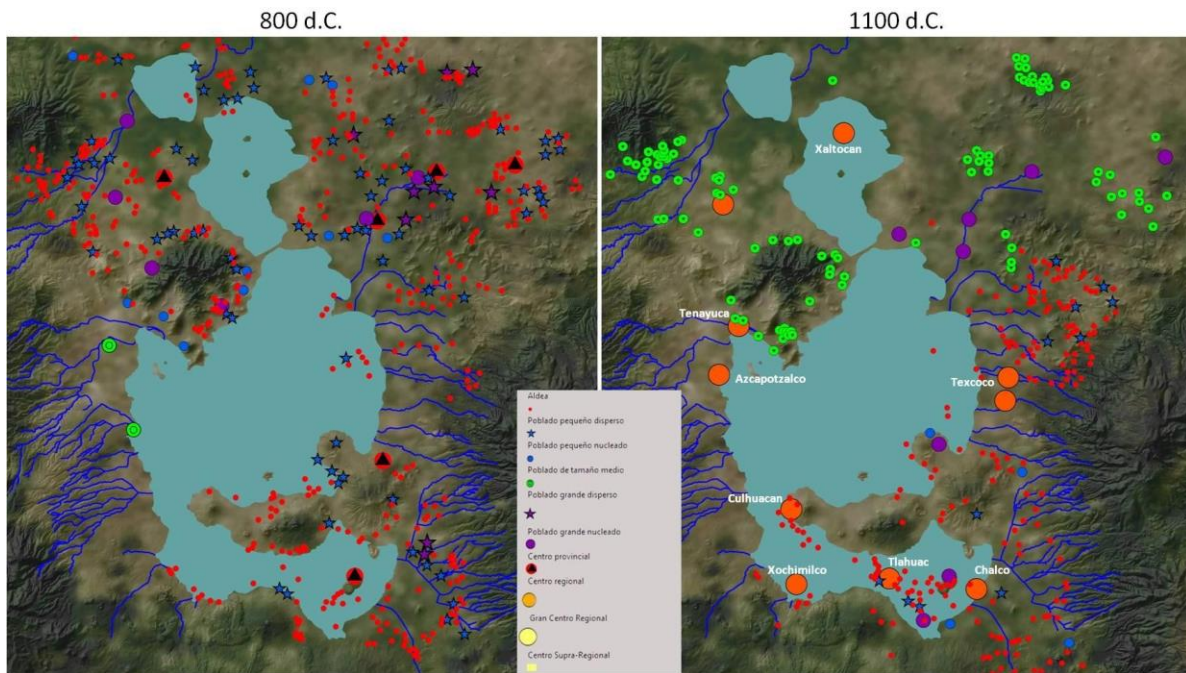 800 d.C.
1100 d.C.
Xaltocan
Tenayuca
Azcapotzalco
Texcoco
Culhuacan
Xochimilco
Tlahuac
Chalco
Aldea
Poblado pequeño disperso
Poblado pequeño nucleado
Poblado de tamaño medio
Poblado grande disperso
Poblado grande nucleado
Centro provincial
Centro regional
Gran Centro Regional
Centro Supra-Regional